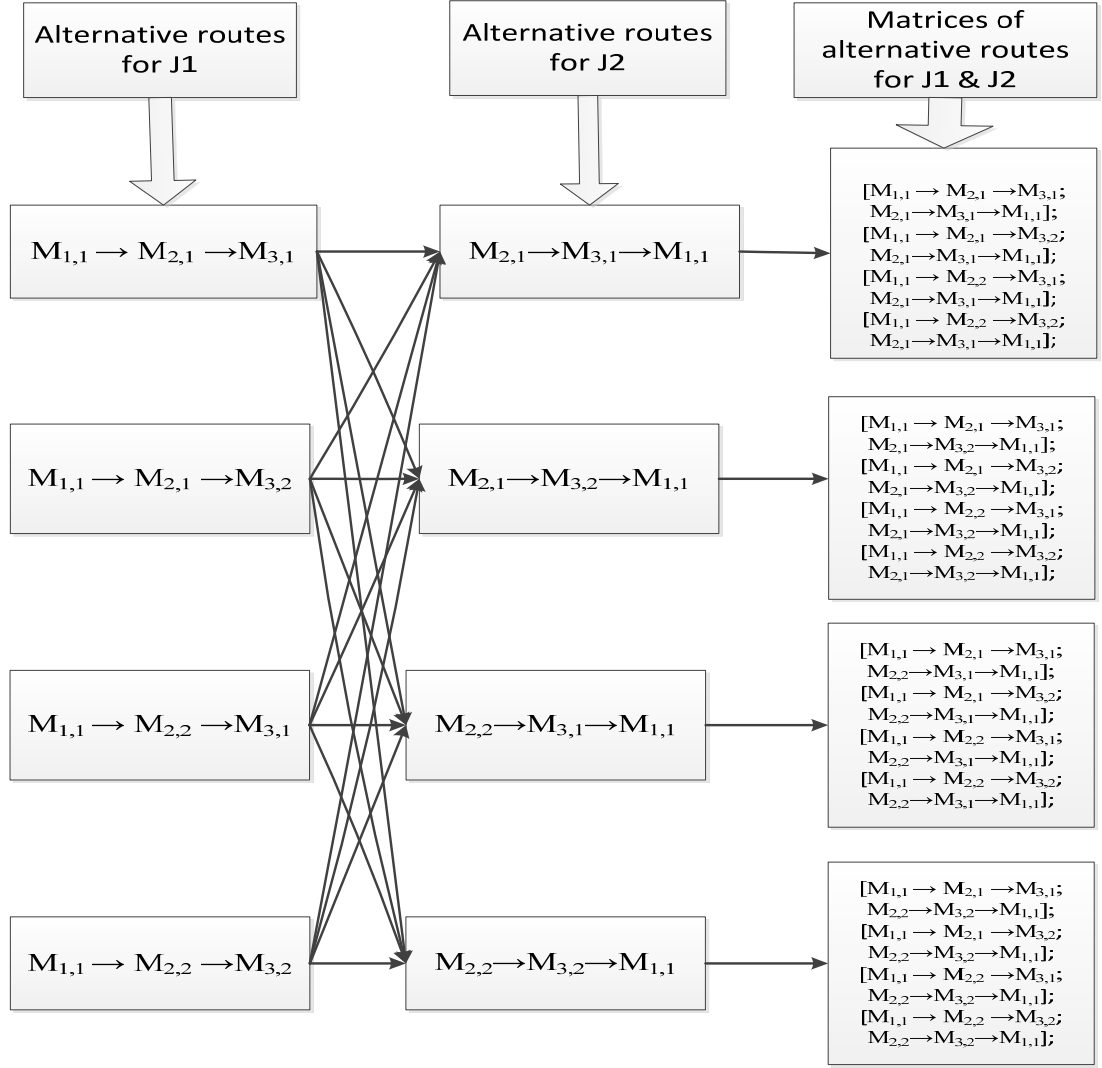 Alternative routes
for J1
Alternative routes
for J2
Matrices of
alternative routes
for J1 & J2
M1,1 → M2,1 →M3,1
M2,1→M3,1→M1,1
[M1,1 → M2,1 →M3,1;
M2,1→M3,1→M1,1];
[M1,1 → M2,1 →M3,2;
M2,1→M3,1→M1,1];
[M1,1 → M2,2 →M3,1;
M2,1→M3,1→M1,1];
[M1,1 → M2,2 →M3,2;
M2,1→M3,1→M1,1];
M1,1 → M2,1 →M3,2
M2,1→M3,2→M1,1
[M1,1 → M2,1 →M3,1;
M2,1→M3,2→M1,1];
[M1,1 → M2,1 →M3,2;
M2,1→M3,2→M1,1];
[M1,1 → M2,2 →M3,1;
M2,1→M3,2→M1,1];
[M1,1 → M2,2 →M3,2;
M2,1→M3,2→M1,1];
M1,1 → M2,2 →M3,1
M2,2→M3,1→M1,1
[M1,1 → M2,1 →M3,1;
M2,2→M3,1→M1,1];
[M1,1 → M2,1 →M3,2;
M2,2→M3,1→M1,1];
[M1,1 → M2,2 →M3,1;
M2,2→M3,1→M1,1];
[M1,1 → M2,2 →M3,2;
M2,2→M3,1→M1,1];
M1,1 → M2,2 →M3,2
M2,2→M3,2→M1,1
[M1,1 → M2,1 →M3,1;
M2,2→M3,2→M1,1];
[M1,1 → M2,1 →M3,2;
M2,2→M3,2→M1,1];
[M1,1 → M2,2 →M3,1;
M2,2→M3,2→M1,1];
[M1,1 → M2,2 →M3,2;
M2,2→M3,2→M1,1];